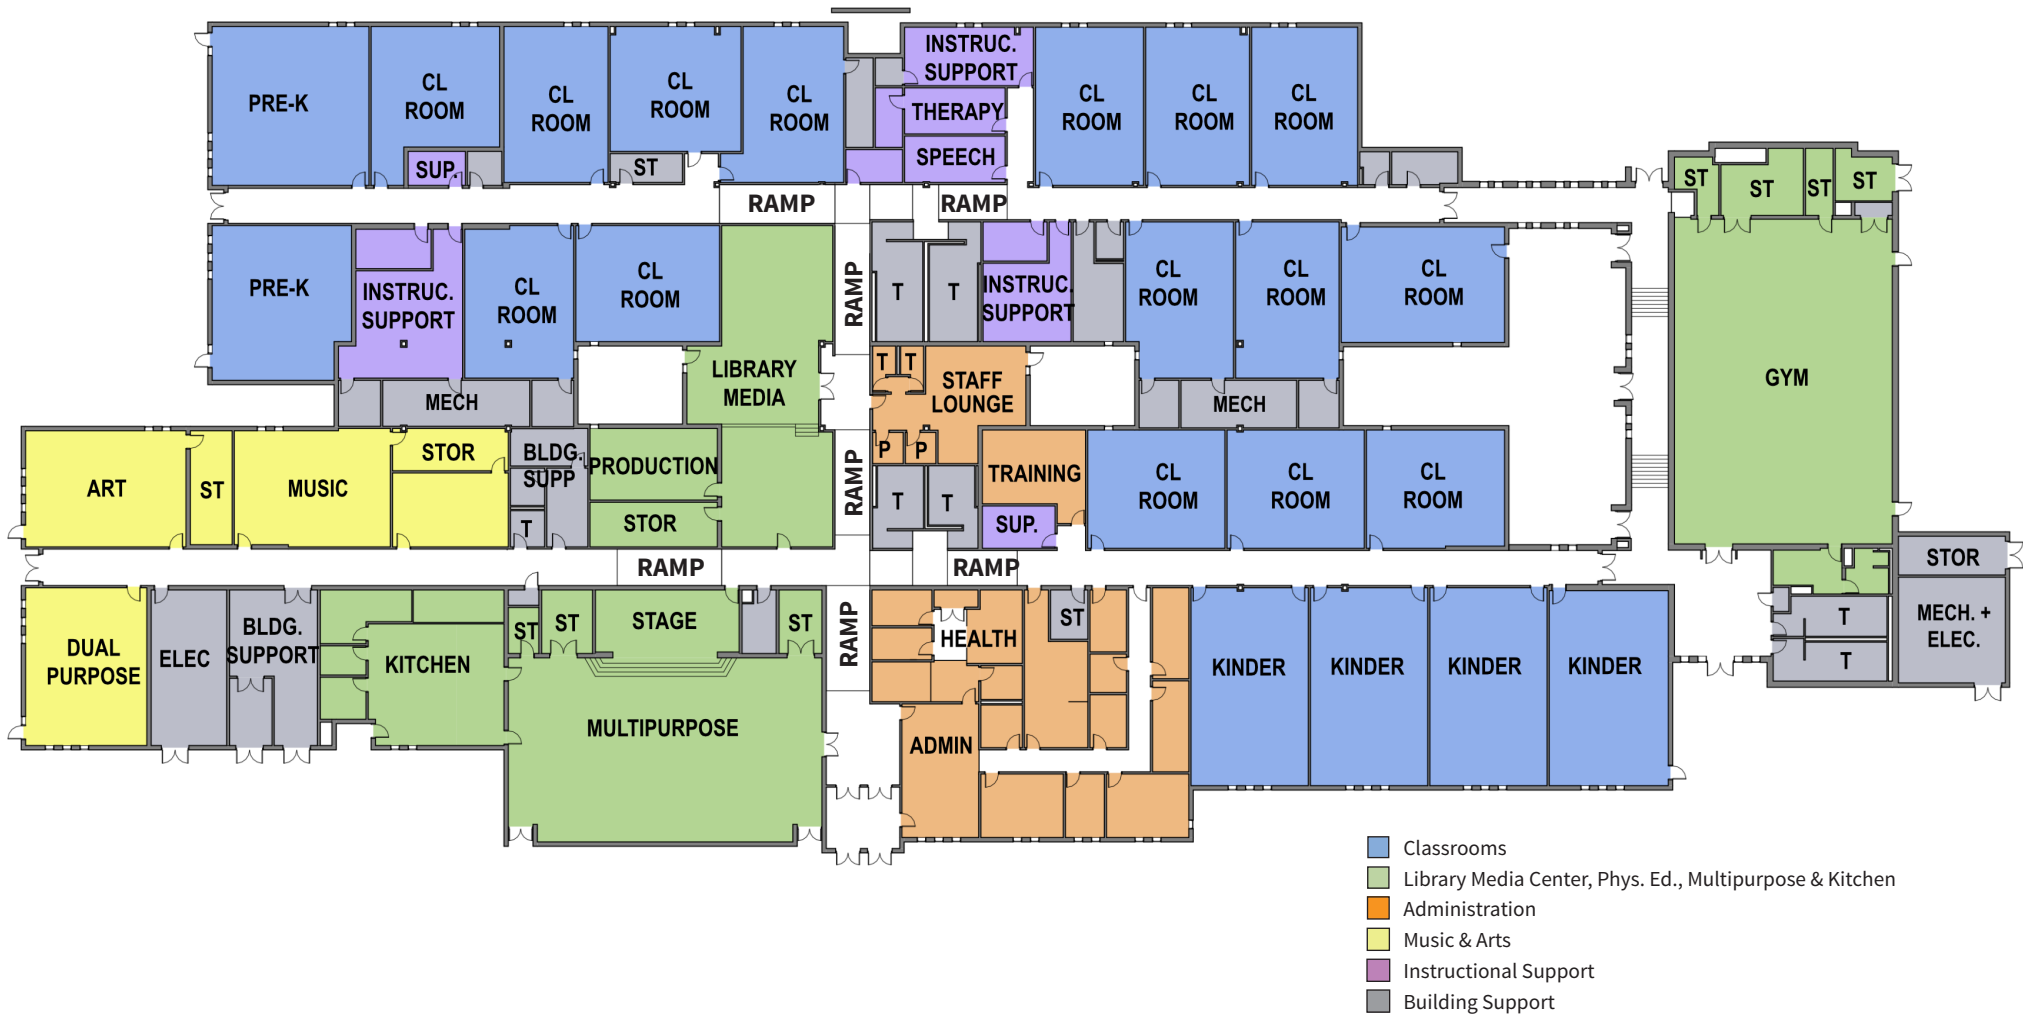 PRE-K
CL
ROOM
SUP.
CL
ROOM
CL
ROOM
ST
CL
ROOM
INSTRUC.
SUPPORT
THERAPY
SPEECH
CL
ROOM
CL
ROOM
CL
ROOM
RAMP
RAMP
ST
ST
ST
ST
PRE-K
INSTRUC.
SUPPORT
CL
ROOM
CL
ROOM
LIBRARY
MEDIA
RAMP
T
T
INSTRUC.
SUPPORT
CL
ROOM
CL
ROOM
CL
ROOM
GYM
MECH
T
T
STAFF
LOUNGE
P
P
MECH
ART
ST
MUSIC
STOR
BLDG.
SUPP
T
PRODUCTION
STOR
RAMP
T
T
TRAINING
SUP.
CL
ROOM
CL
ROOM
CL
ROOM
RAMP
RAMP
STOR
MECH. +
ELEC.
T
T
DUAL
PURPOSE
ELEC
BLDG.
SUPPORT
KITCHEN
ST
ST
STAGE
ST
MULTIPURPOSE
RAMP
HEALTH
ST
ADMIN
KINDER
KINDER
KINDER
KINDER
Classrooms
Library Media Center, Phys. Ed., Multipurpose & Kitchen
Administration
Music & Arts
Instructional Support
Building Support